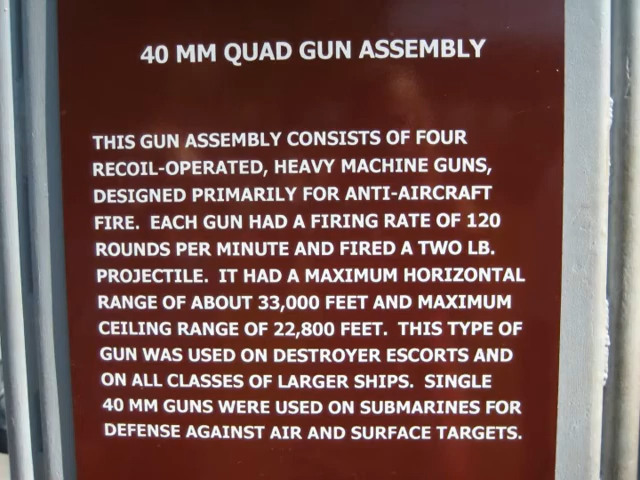 40 MM QUAD GUN ASSEMBLY
THIS GUN ASSEMBLY CONSISTS OF FOUR
RECOIL-OPERATED, HEAVY MACHINE GUNS,
DESIGNED PRIMARILY FOR ANTI-AIRCRAFT
FIRE. EACH GUN HAD A FIRING RATE OF 120
ROUNDS PER MINUTE AND FIRED A TWO LB.
PROJECTILE. IT HAD A MAXIMUM HORIZONTAL
RANGE OF ABOUT 33,000 FEET AND MAXIMUM
CEILING RANGE OF 22,800 FEET. THIS TYPE OF
GUN WAS USED ON DESTROYER ESCORTS AND
ON ALL CLASSES OF LARGER SHIPS. SINGLE
40 MM GUNS WERE USED ON SUBMARINES FOR
DEFENSE AGAINST AIR AND SURFACE TARGETS.